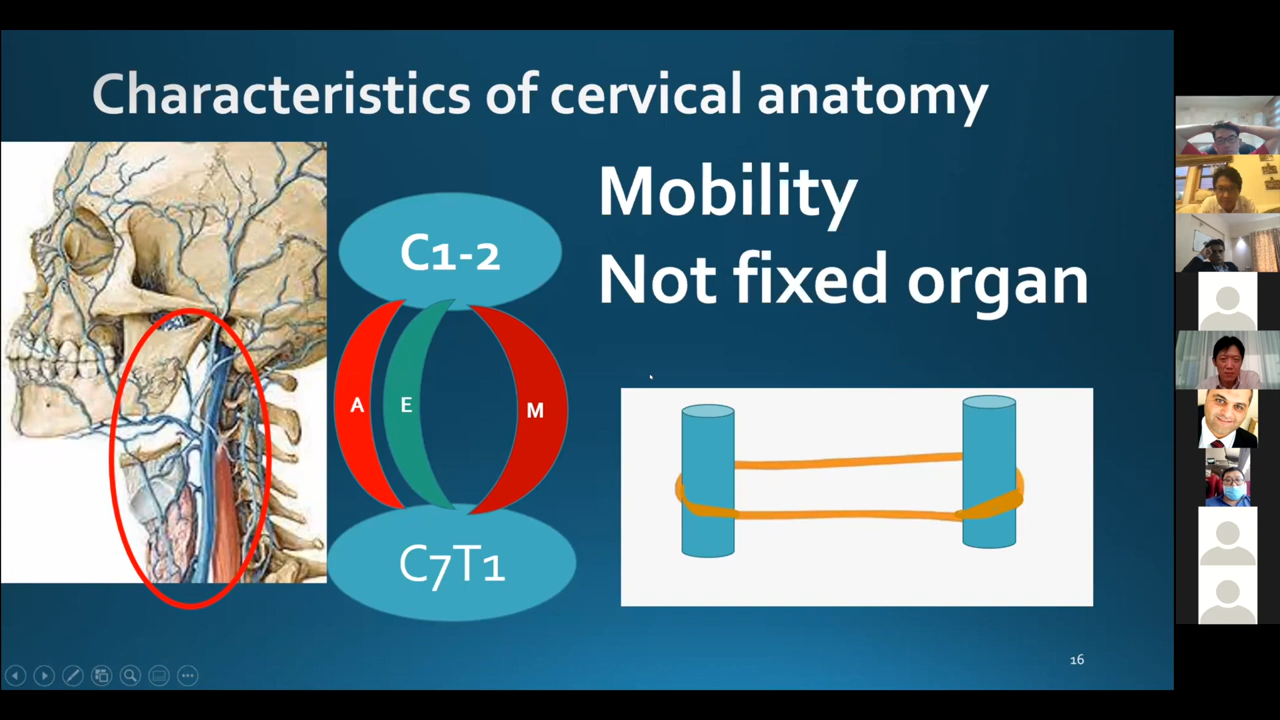 Characteristics of cervical anatomy
Mobility
Not fixed organ
C1-2
A
E
M
C7T1
16